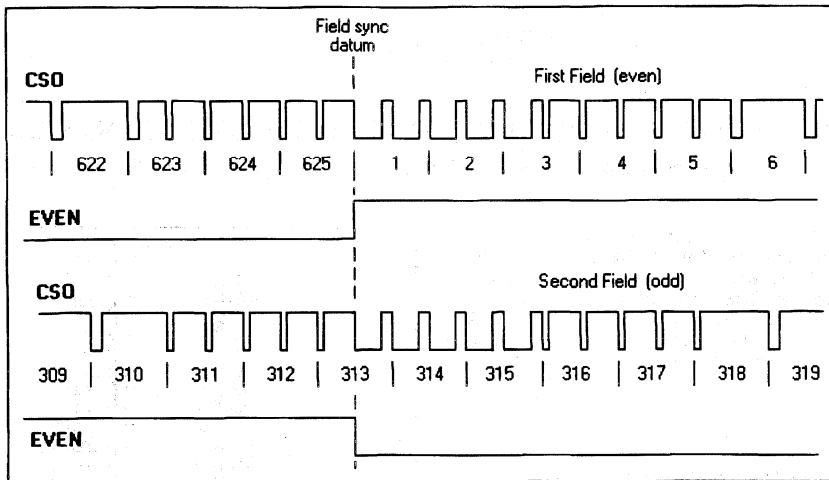 Field sync
datum
CSO
First Field (even)
| 622 | 623 | 624 | 625 | 1 | 2 | 3 | 4 | 5 | 6 |
EVEN
CSO
Second Field (odd)
309 | 310 | 311 | 312 | 313 | 314 | 315 | 316 | 317 | 318 | 319
EVEN